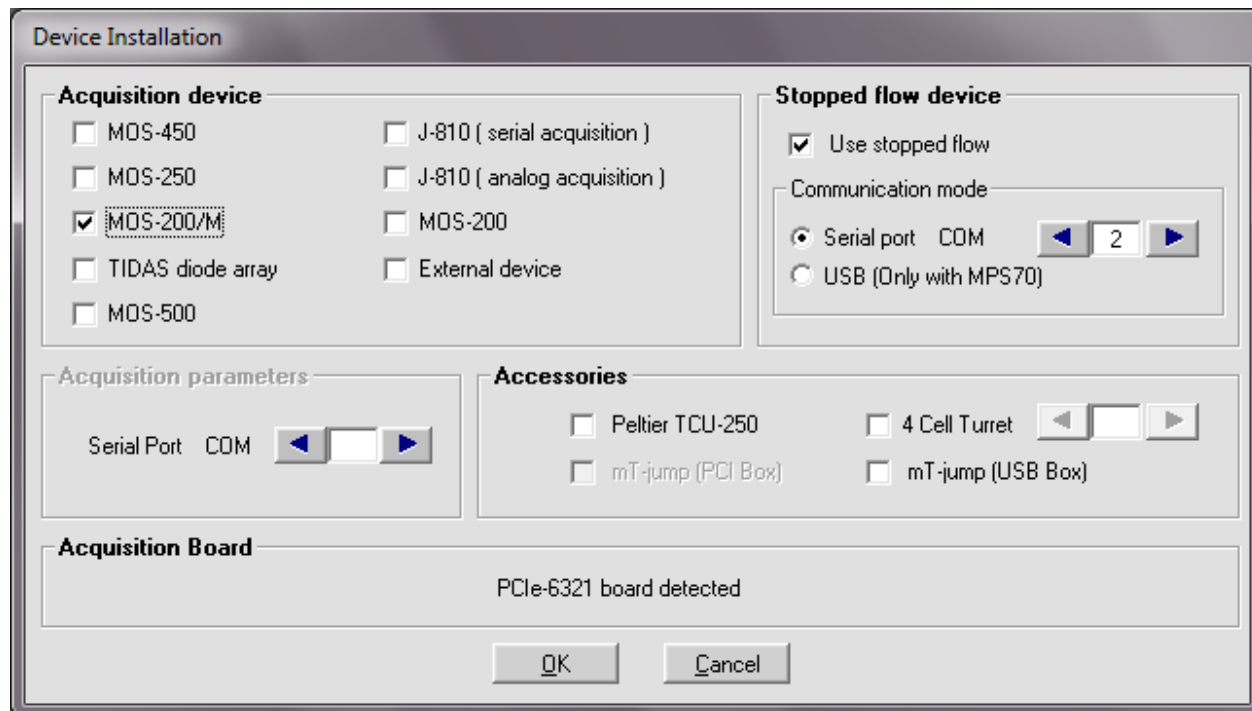 Device Installation
Acquisition device
MOS-450
J-810 ( serial acquisition )
MOS-250
J-810 ( analog acquisition )
MOS-200/M
MOS-200
TIDAS diode array
External device
MOS-500
Stopped flow device
Use stopped flow
Communication mode
Serial port COM 2
USB (Only with MPS70)
Acquisition parameters
Serial Port COM
Accessories
Peltier TCU-250
4 Cell Turret
mT-jump (PCI Box)
mT-jump (USB Box)
Acquisition Board
PCIe-6321 board detected
OK Cancel